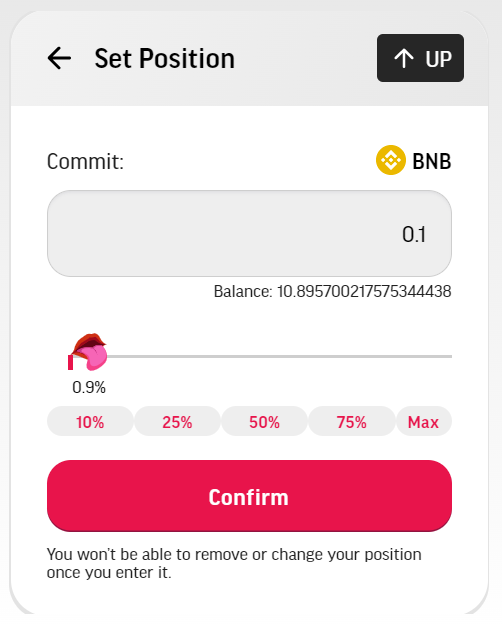 Set Position
UP
Commit:
BNB
0.1
Balance: 10.895700217575344438
0.9%
10%
25%
50%
75%
Max
Confirm
You won't be able to remove or change your position
once you enter it.